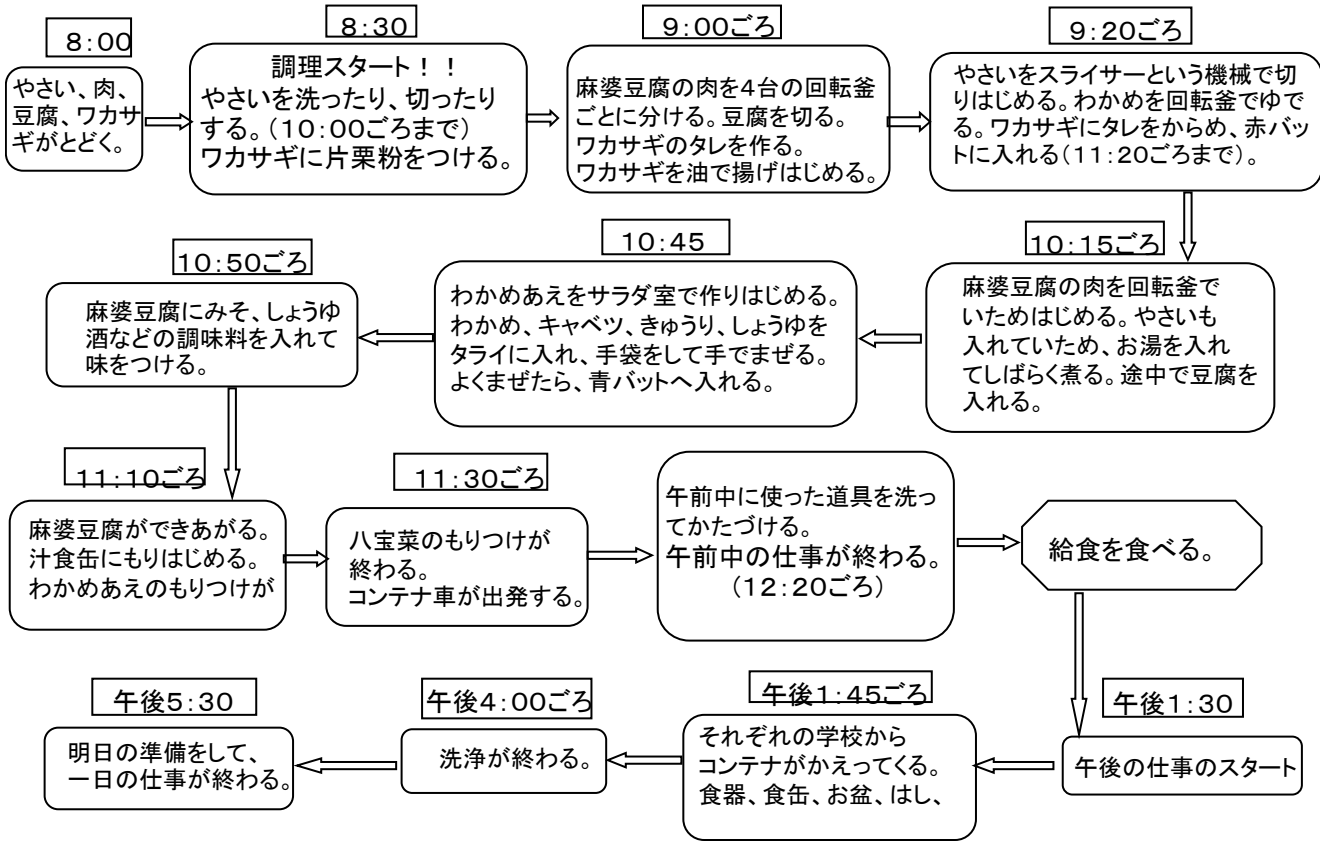 8:00
やさい、肉、
豆腐、ワカサ
ギがとどく。
8:30
調理スタート！！
やさいを洗ったり、切ったり
する。(10:00ごろまで)
ワカサギに片栗粉をつける。
9:00ごろ
麻婆豆腐の肉を4台の回転釜
ごとに分ける。豆腐を切る。
ワカサギのタレを作る。
ワカサギを油で揚げはじめる。
9:20ごろ
やさいをスライサーという機械で切
りはじめる。わかめを回転釜でゆで
る。ワカサギにタレをからめ、赤バッ
トに入れる(11:20ごろまで)。
10:15ごろ
麻婆豆腐の肉を回転釜で
いためはじめる。やさいも
入れていため、お湯を入れ
てしばらく煮る。途中で豆腐を
入れる。
10:45
わかめあえをサラダ室で作りはじめる。
わかめ、キャベツ、きゅうり、しょうゆを
タライに入れ、手袋をして手でまぜる。
よくまぜたら、青バットへ入れる。
10:50ごろ
麻婆豆腐にみそ、しょうゆ
酒などの調味料を入れて
味をつける。
11:10ごろ
麻婆豆腐ができあがる。
汁食缶にもりはじめる。
わかめあえのもりつけが
11:30ごろ
八宝菜のもりつけが
終わる。
コンテナ車が出発する。
午前中に使った道具を洗っ
てかたづける。
午前中の仕事が終わる。
(12:20ごろ)
給食を食べる。
午後1:30
午後の仕事のスタート
午後1:45ごろ
それぞれの学校から
コンテナがかえってくる。
食器、食缶、お盆、はし、
午後4:00ごろ
洗浄が終わる。
午後5:30
明日の準備をして、
一日の仕事が終わる。